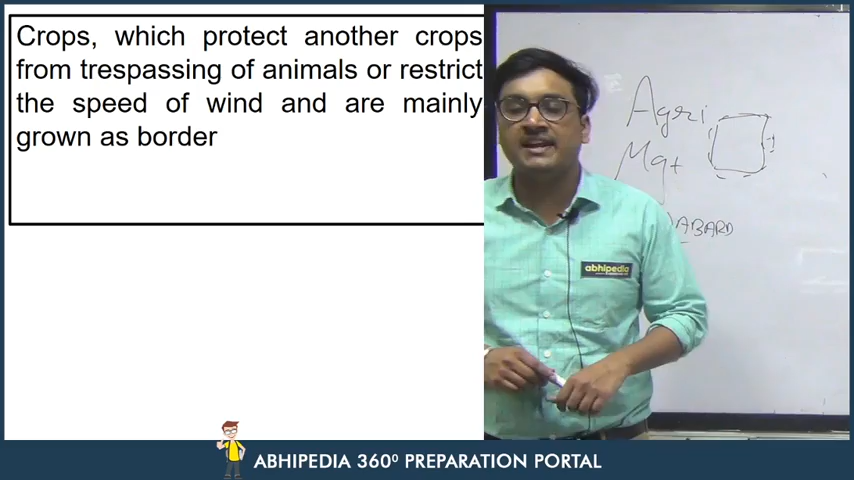 Crops, which protect another crops
from trespassing of animals or restrict
the speed of wind and are mainly
grown as border
Agri
Mgt
ABARD
abhipedia
ABHIPEDIA 360⁰ PREPARATION PORTAL